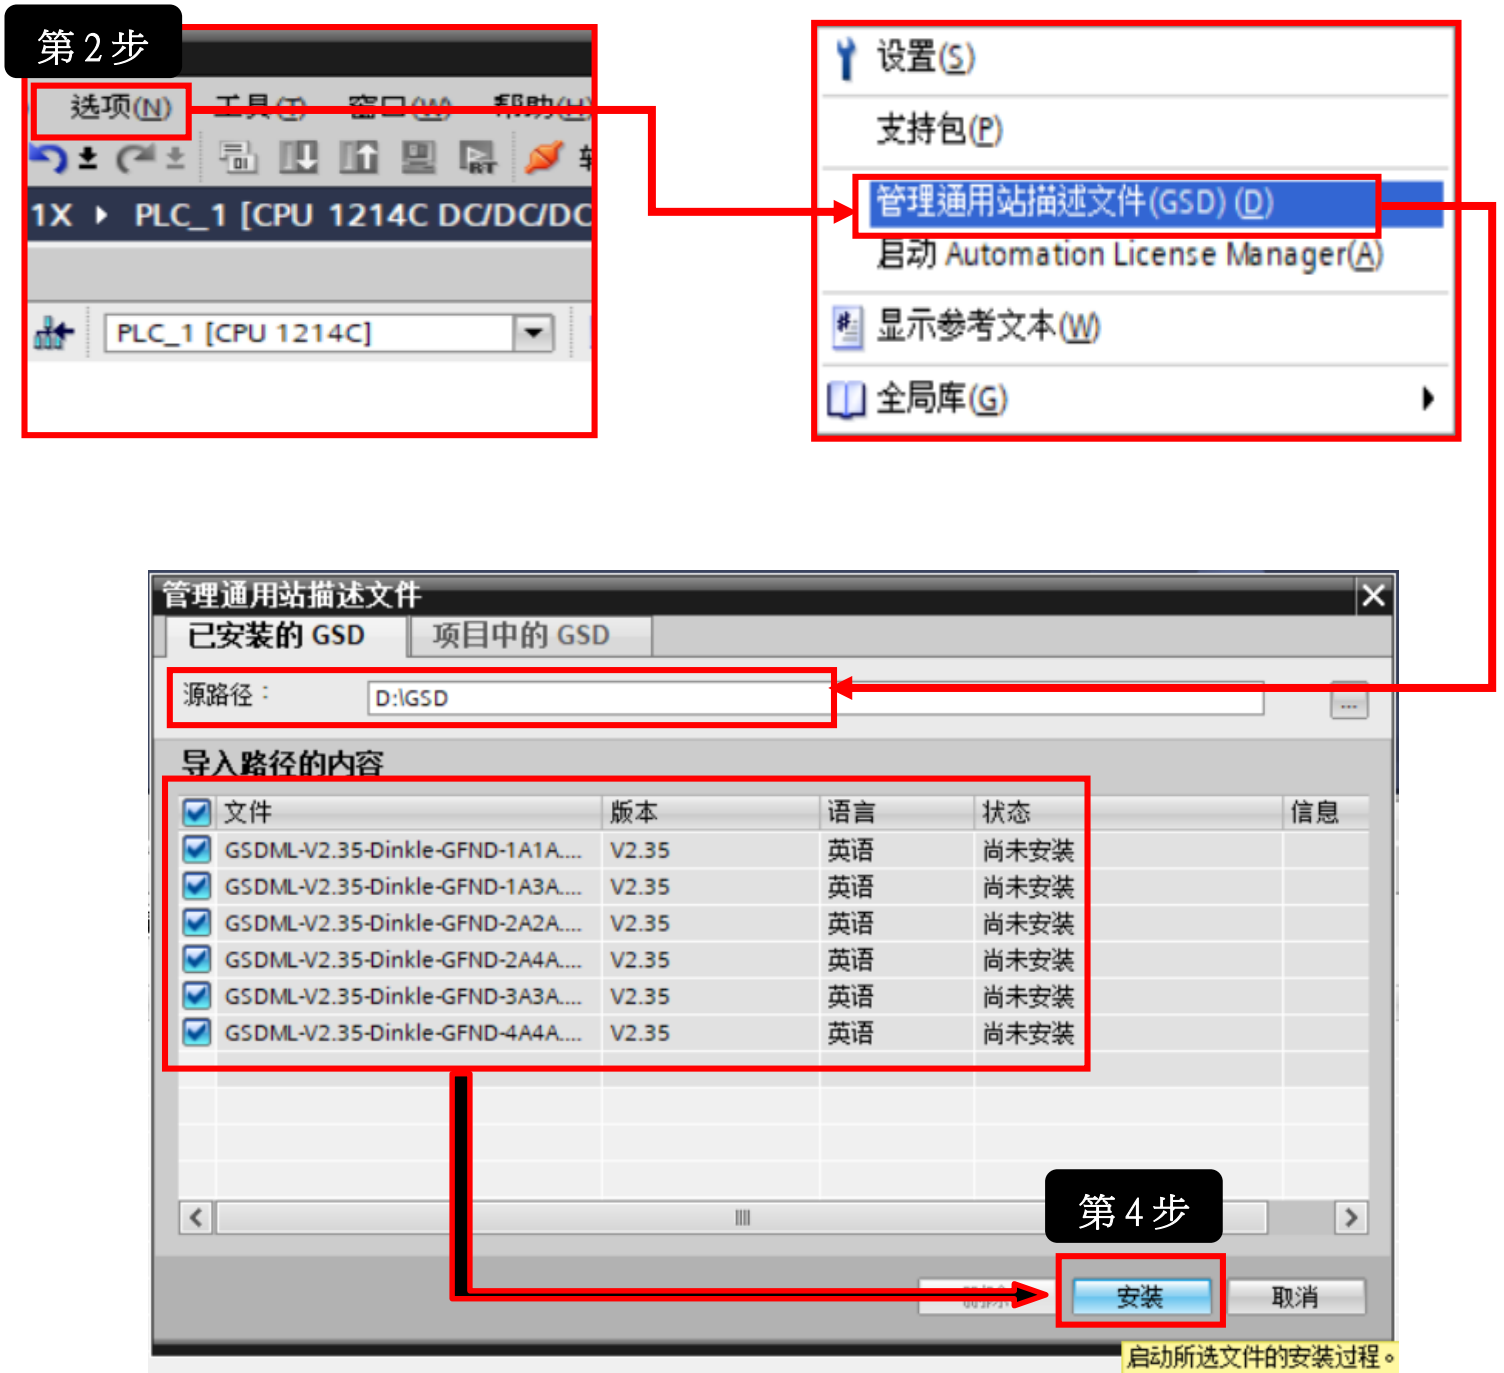 第 2 步
选项(N) 工具(T) 窗口(W) 帮助(H)
RT
1X PLC_1 [CPU 1214C DC/DC/DC
PLC_1 [CPU 1214C]
设置(S)
支持包(P)
管理通用站描述文件(GSD) (D)
启动 Automation License Manager(A)
显示参考文本(W)
全局库(G)
管理通用站描述文件
已安装的 GSD 项目中的 GSD
源路径： D:\GSD ...
导入路径的内容
文件 版本 语言 状态 信息
GSDML-V2.35-Dinkle-GFND-1A1A.... V2.35 英语 尚未安装
GSDML-V2.35-Dinkle-GFND-1A3A.... V2.35 英语 尚未安装
GSDML-V2.35-Dinkle-GFND-2A2A.... V2.35 英语 尚未安装
GSDML-V2.35-Dinkle-GFND-2A4A.... V2.35 英语 尚未安装
GSDML-V2.35-Dinkle-GFND-3A3A.... V2.35 英语 尚未安装
GSDML-V2.35-Dinkle-GFND-4A4A.... V2.35 英语 尚未安装
第 4 步
安装 取消
启动所选文件的安装过程。